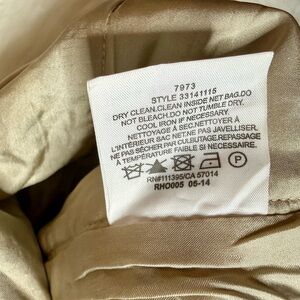 7973
STYLE 33141115
DRY CLEAN.CLEAN INSIDE NET BAG.DO
NOT BLEACH.DO NOT TUMBLE DRY.
COOL IRON IF NECESSARY.
NETTOYAGE À SEC.NETTOYER À
L'INTÉRIEUR SAC NET.NE PAS JAVELLISER.
NE PAS SÉCHER PAR CULBUTAGE.REPASSAGE
À TEMPÉRATURE FAIBLE SI NECESSAIRE.
P
RN#111395/CA 57014
RHO005 05-14